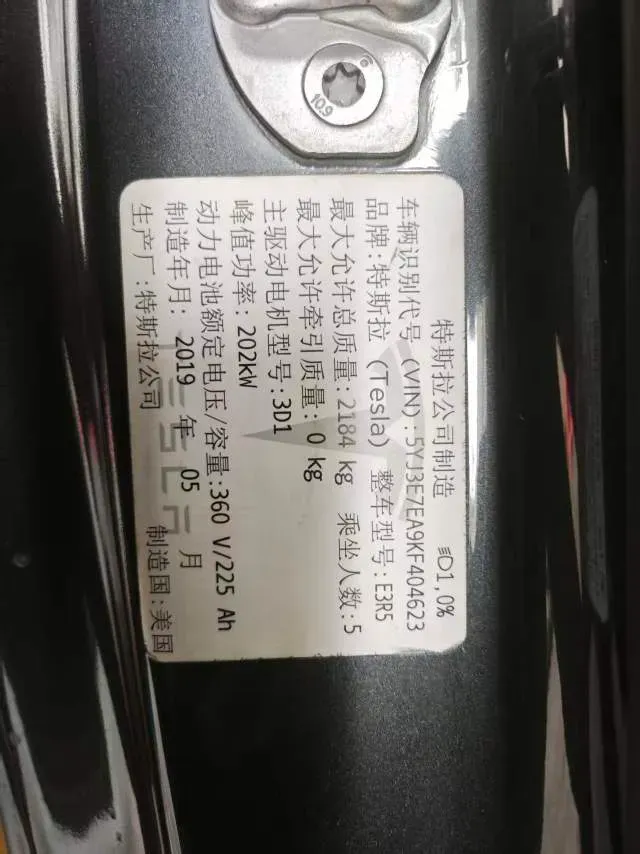 10.9
特斯拉公司制造 1,0%
车辆识别代号（VIN）:5YJ3E7EA9KF404623
品牌:特斯拉（Tesla） 整车型号:E3R5
最大允许总质量:2184 kg 乘坐人数:5
最大允许牵引质量:0 kg
主驱动电机型号:3D1
峰值功率: 202kW
动力电池额定电压/容量:360 V/225 Ah
制造年月: 2019 年 05 月
生产厂:特斯拉公司 制造国:美国
TESLA